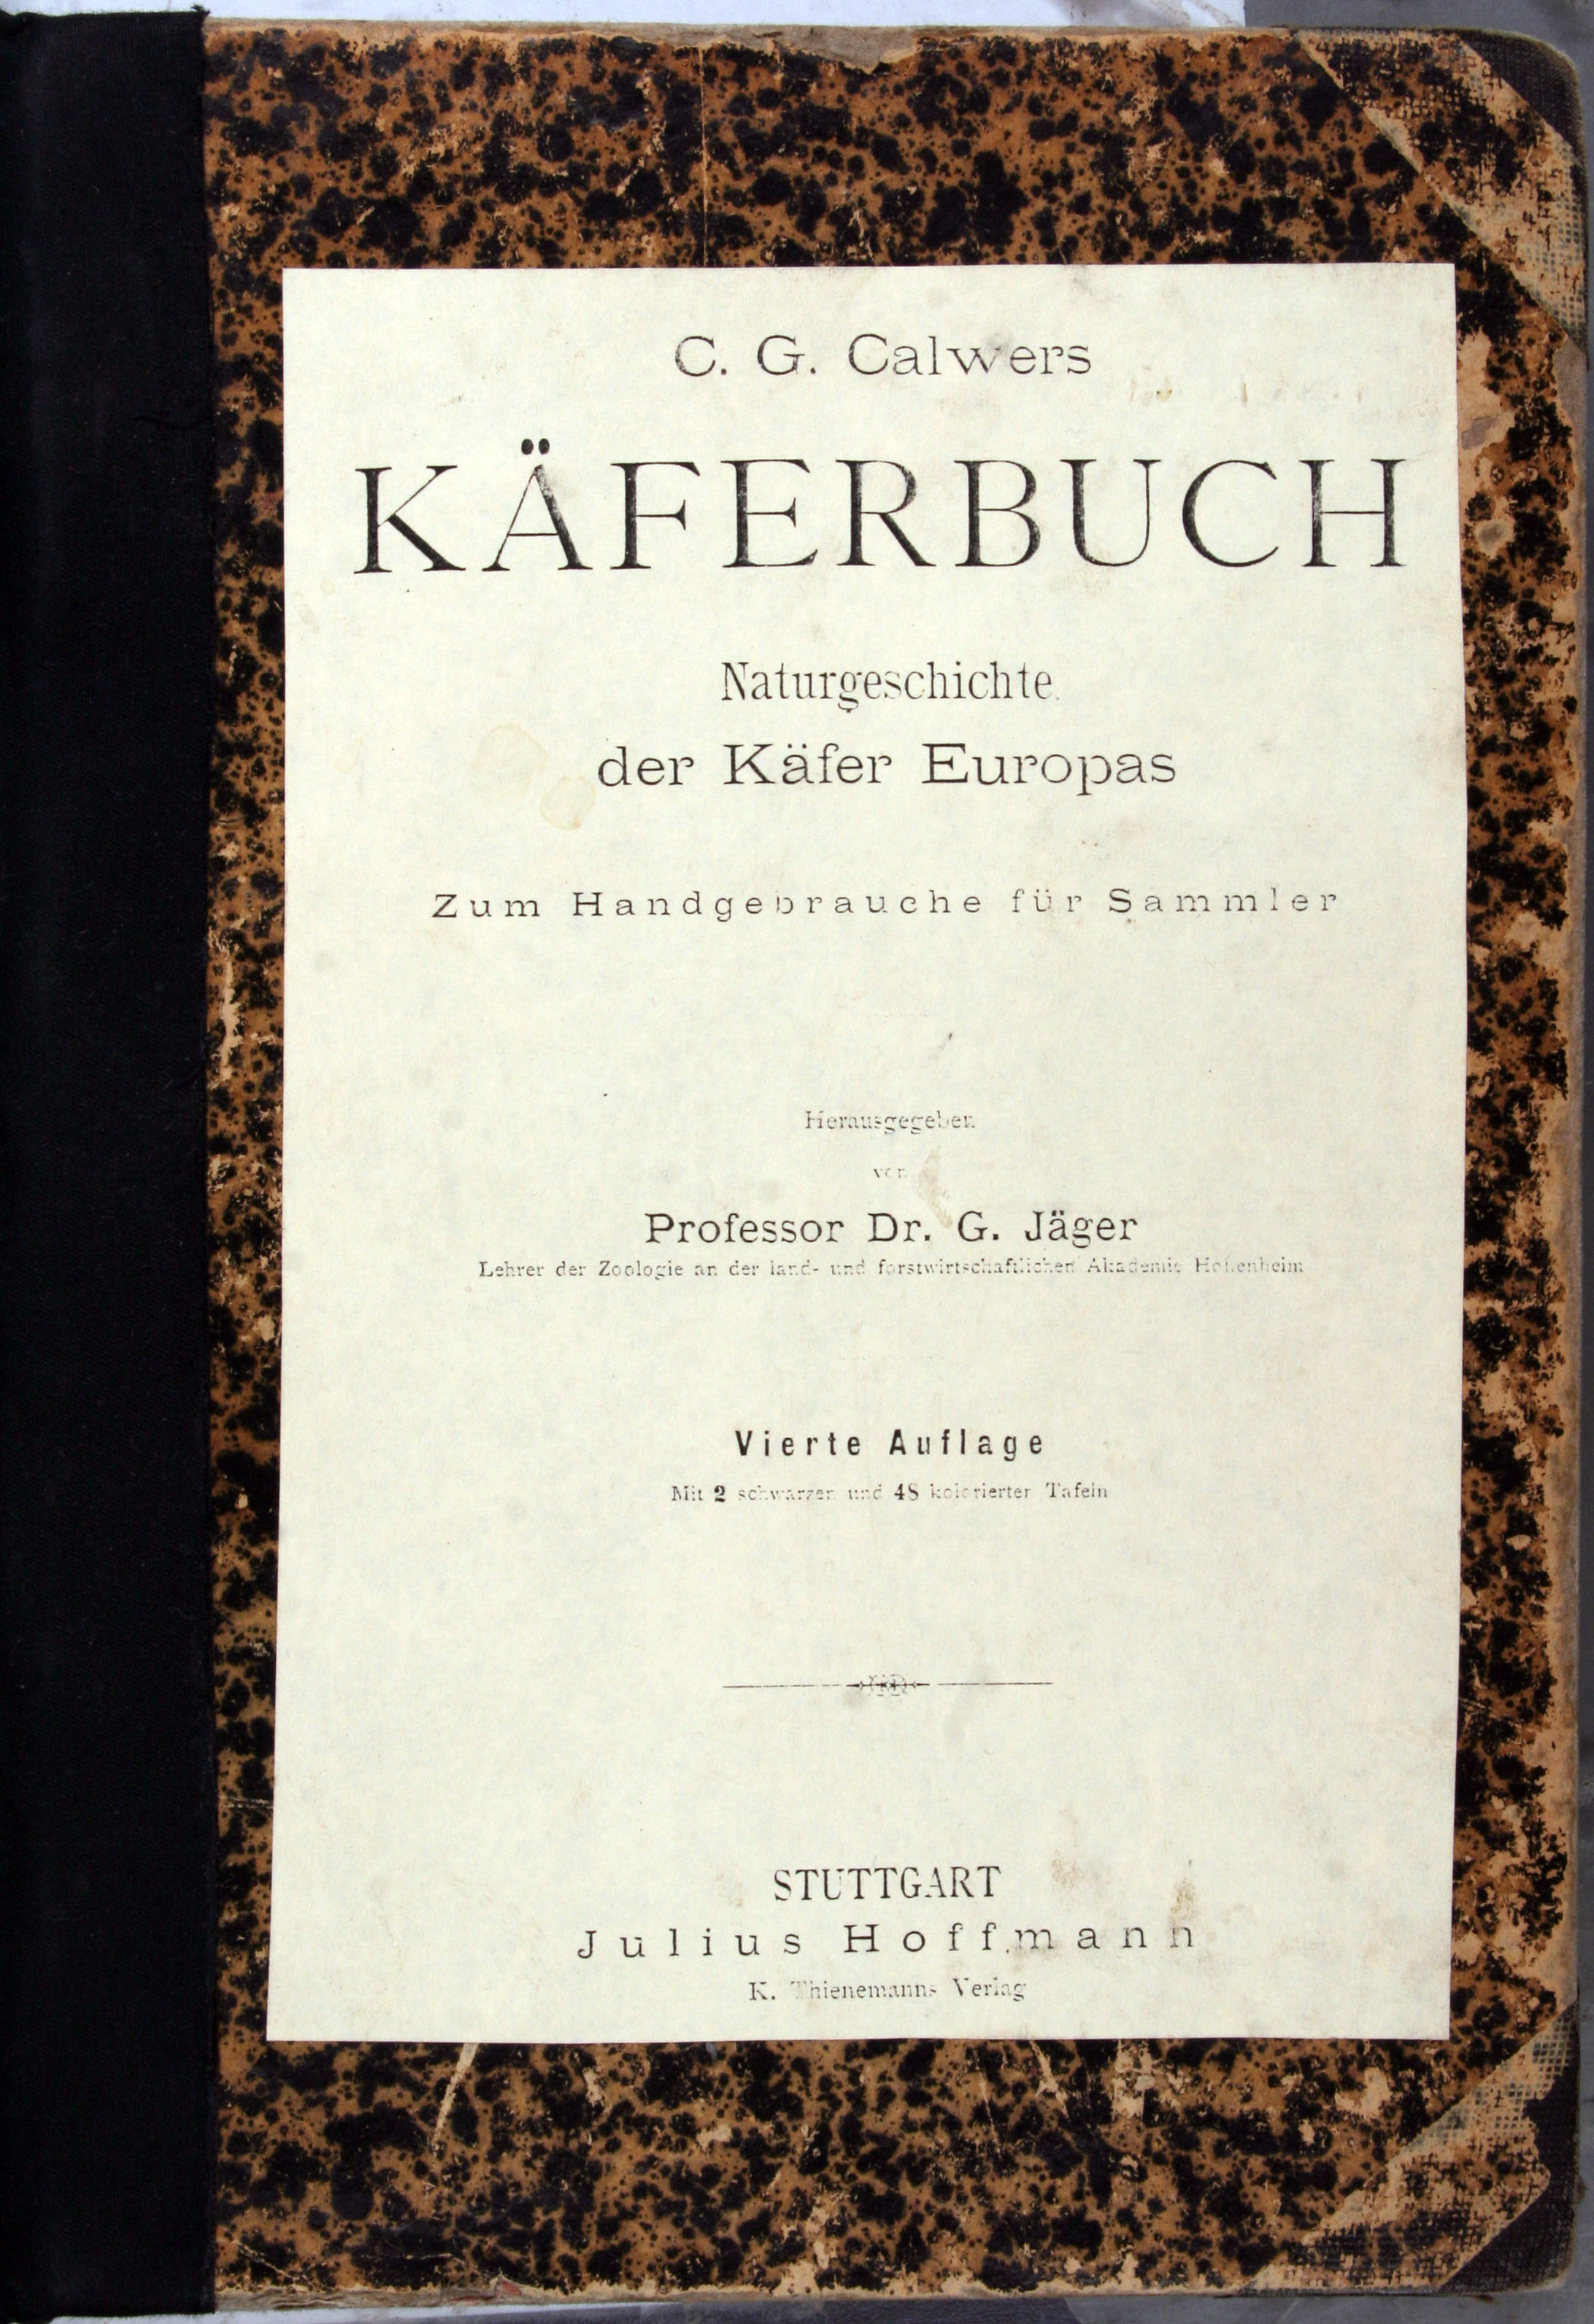 C. G. Calwers
KÄFERBUCH
Naturgeschichte
der Käfer Europas
Zum Handgebrauche für Sammler
Herausgegeben
von
Professor Dr. G. Jäger
Lehrer der Zoologie an der land- und forstwirtschaftlichen Akademie Hohenheim
Vierte Auflage
Mit 2 schwarzen und 48 kolorierten Tafeln
STUTTGART
Julius Hoffmann
K. Thienemanns Verlag